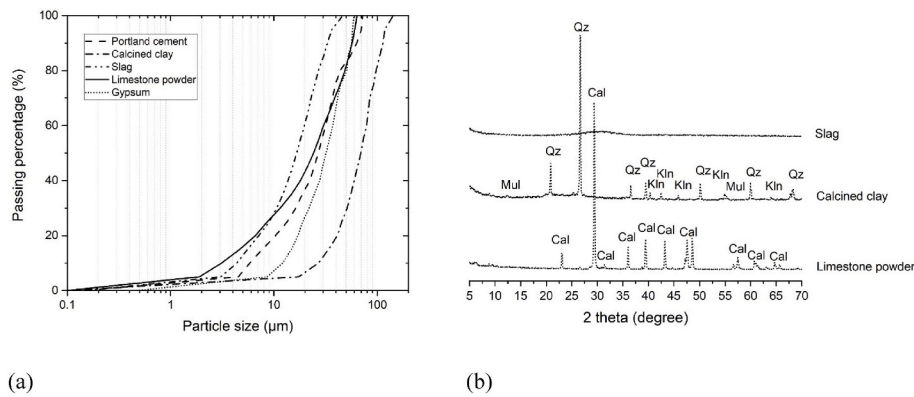 (a)
100
80
60
40
20
0
Passing percentage (%)
Portland cement
Calcined clay
Slag
Limestone powder
Gypsum
0.1 1 10 100
Particle size (µm)
(b)
Qz
Cal
Slag
Qz
Mul
Qz Qz Kln Kln Kln Qz Kln Mul Qz Kln Qz
Calcined clay
Cal Cal Cal Cal Cal Cal Cal Cal Cal
Limestone powder
5 10 15 20 25 30 35 40 45 50 55 60 65 70
2 theta (degree)
(a)
(b)